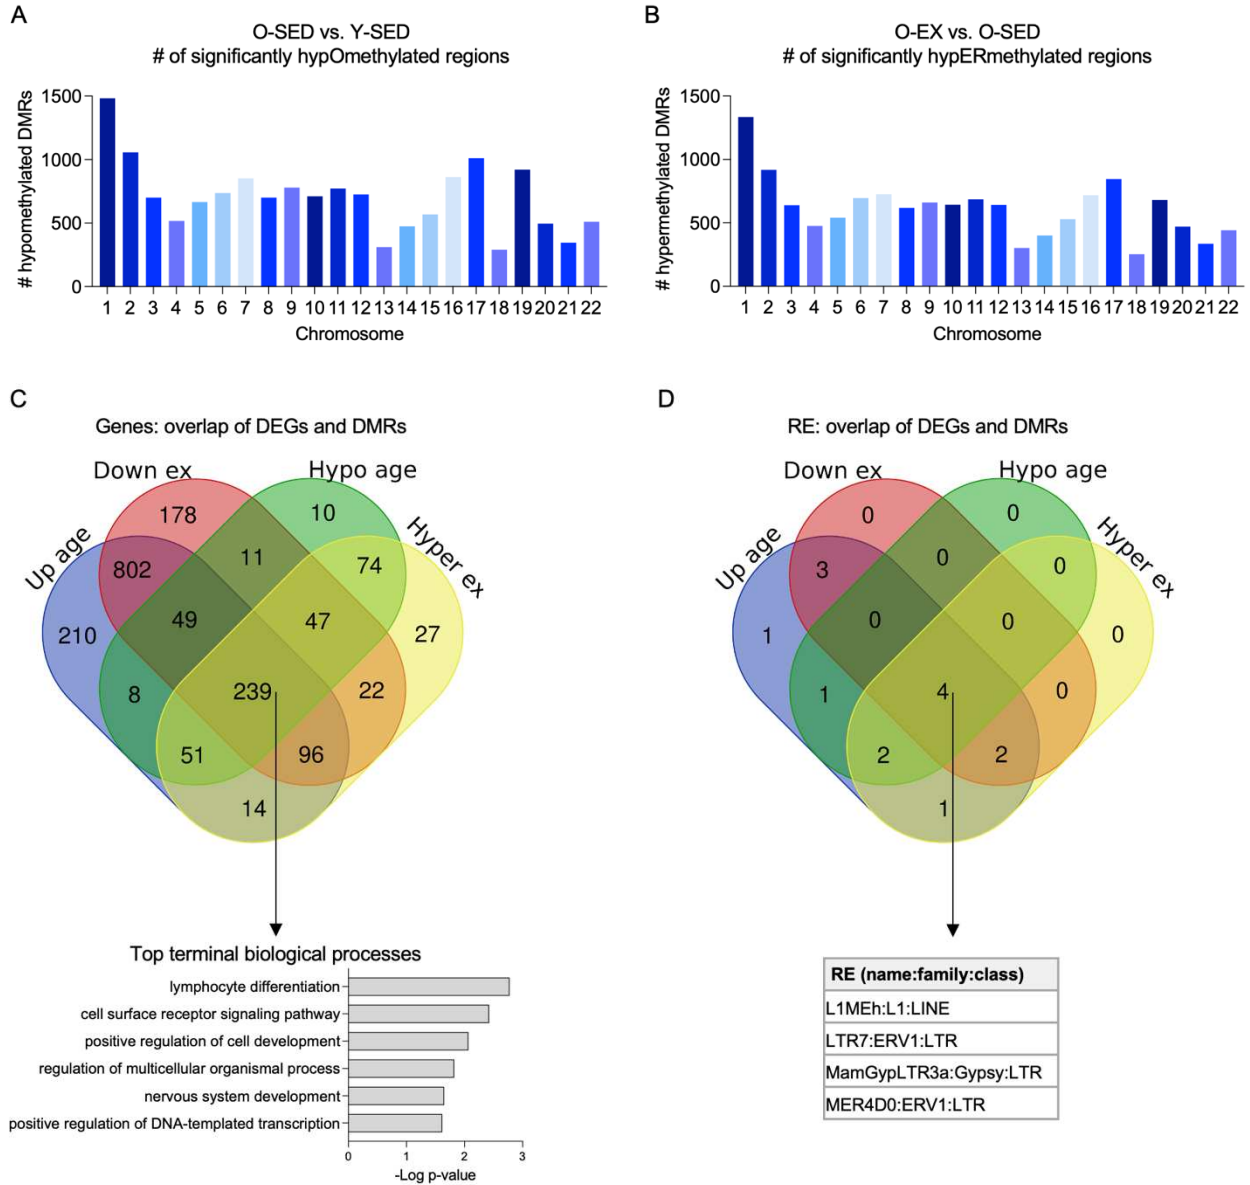 A
O-SED vs. Y-SED
# of significantly hypOmethylated regions
# hypomethylated DMRs
1500
1000
500
0
1 2 3 4 5 6 7 8 9 10 11 12 13 14 15 16 17 18 19 20 21 22
Chromosome
B
O-EX vs. O-SED
# of significantly hypERmethylated regions
# hypermethylated DMRs
1500
1000
500
0
1 2 3 4 5 6 7 8 9 10 11 12 13 14 15 16 17 18 19 20 21 22
Chromosome
C
Genes: overlap of DEGs and DMRs
Down ex
Hypo age
Up age
Hyper ex
178
10
802
11
74
210
49
47
27
8
239
22
51
96
14
Top terminal biological processes
lymphocyte differentiation
cell surface receptor signaling pathway
positive regulation of cell development
regulation of multicellular organismal process
nervous system development
positive regulation of DNA-templated transcription
0 1 2 3
-Log p-value
D
RE: overlap of DEGs and DMRs
Down ex
Hypo age
Up age
Hyper ex
0
0
3
0
0
1
0
0
0
1
4
0
2
2
1
RE (name:family:class)
L1MEh:L1:LINE
LTR7:ERV1:LTR
MamGypLTR3a:Gypsy:LTR
MER4D0:ERV1:LTR